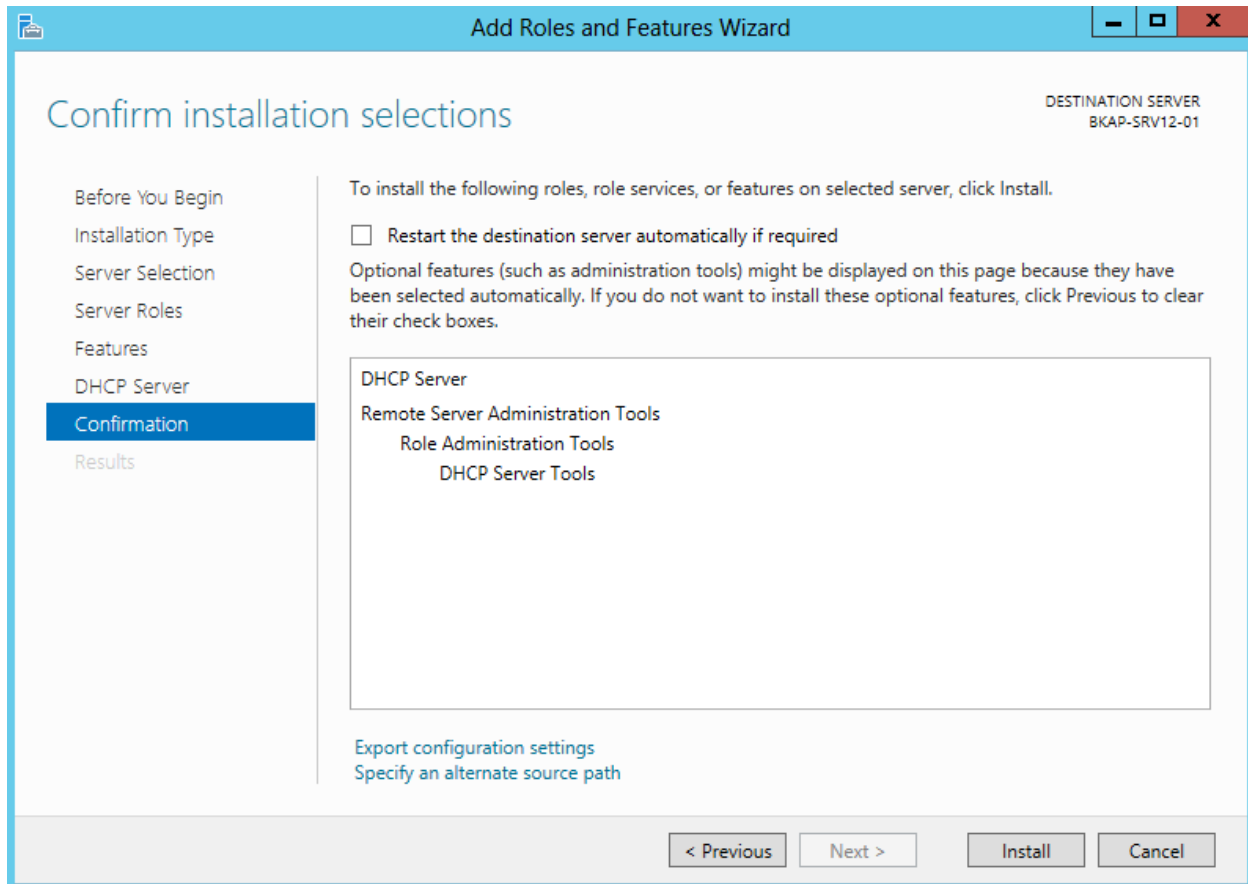 Add Roles and Features Wizard
Confirm installation selections
DESTINATION SERVER
BKAP-SRV12-01
Before You Begin
Installation Type
Server Selection
Server Roles
Features
DHCP Server
Confirmation
Results
To install the following roles, role services, or features on selected server, click Install.
Restart the destination server automatically if required
Optional features (such as administration tools) might be displayed on this page because they have
been selected automatically. If you do not want to install these optional features, click Previous to clear
their check boxes.
DHCP Server
Remote Server Administration Tools
Role Administration Tools
DHCP Server Tools
Export configuration settings
Specify an alternate source path
< Previous
Next >
Install
Cancel